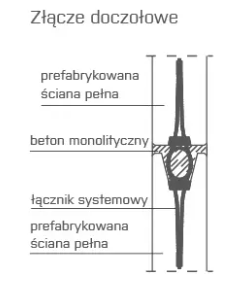 Złącze doczołowe
prefabrykowana
ściana pełna
beton monolityczny
łącznik systemowy
prefabrykowana
ściana pełna